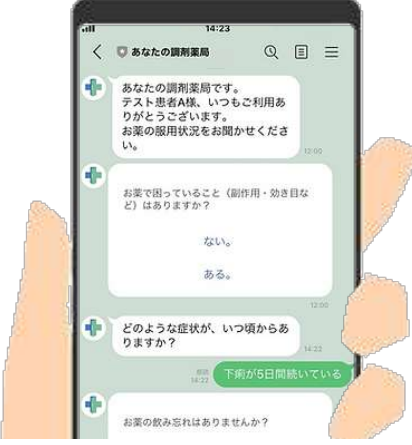 14:23
あなたの調剤薬局
あなたの調剤薬局です。
テスト患者A様、いつもご利用あ
りがとうございます。
お薬の服用状況をお聞かせくださ
い。
12:00
お薬で困っていること（副作用・効き目な
ど）はありますか？
ない。
ある。
12:00
どのような症状が、いつ頃からあ
りますか？
14:22
既読
14:22
下痢が5日間続いている
お薬の飲み忘れはありませんか？